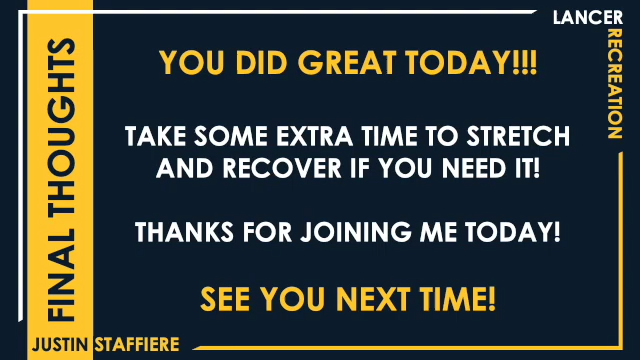 LANCER
RECREATION
FINAL THOUGHTS
YOU DID GREAT TODAY!!!
TAKE SOME EXTRA TIME TO STRETCH
AND RECOVER IF YOU NEED IT!
THANKS FOR JOINING ME TODAY!
SEE YOU NEXT TIME!
JUSTIN STAFFIERE